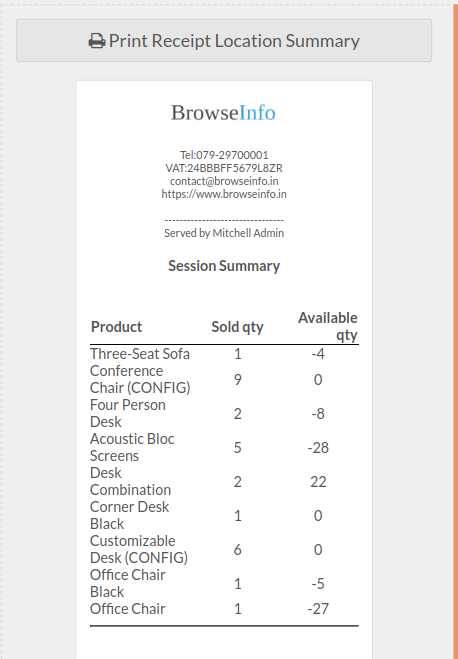 Print Receipt Location Summary
BrowseInfo
Tel:079-29700001
VAT:24BBBFF5679L8ZR
contact@browseinfo.in
https://www.browseinfo.in
--------------------------------
Served by Mitchell Admin
Session Summary
Product Sold qty Available
qty
Three-Seat Sofa 1 -4
Conference
Chair (CONFIG) 9 0
Four Person
Desk 2 -8
Acoustic Bloc
Screens 5 -28
Desk
Combination 2 22
Corner Desk
Black 1 0
Customizable
Desk (CONFIG) 6 0
Office Chair
Black 1 -5
Office Chair 1 -27